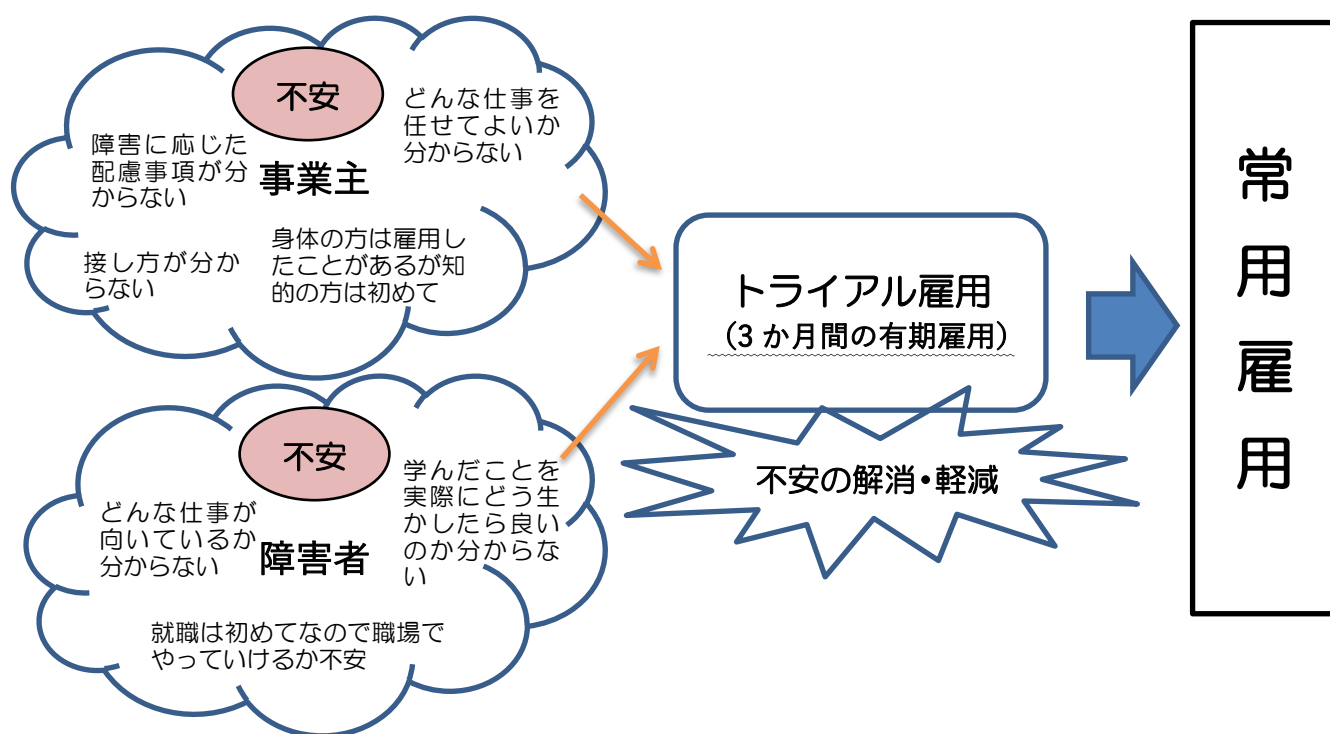 不安
どんな仕事を
任せてよいか
分からない
障害に応じた
配慮事項が分
からない
事業主
接し方が分か
らない
身体の方は雇用し
たことがあるが知
的の方は初めて
不安
学んだことを
実際にどう生
かしたら良い
のか分からな
い
どんな仕事が
向いているか
分からない
障害者
就職は初めてなので職場で
やっていけるか不安
トライアル雇用
（3 か月間の有期雇用）
不安の解消・軽減
常用雇用